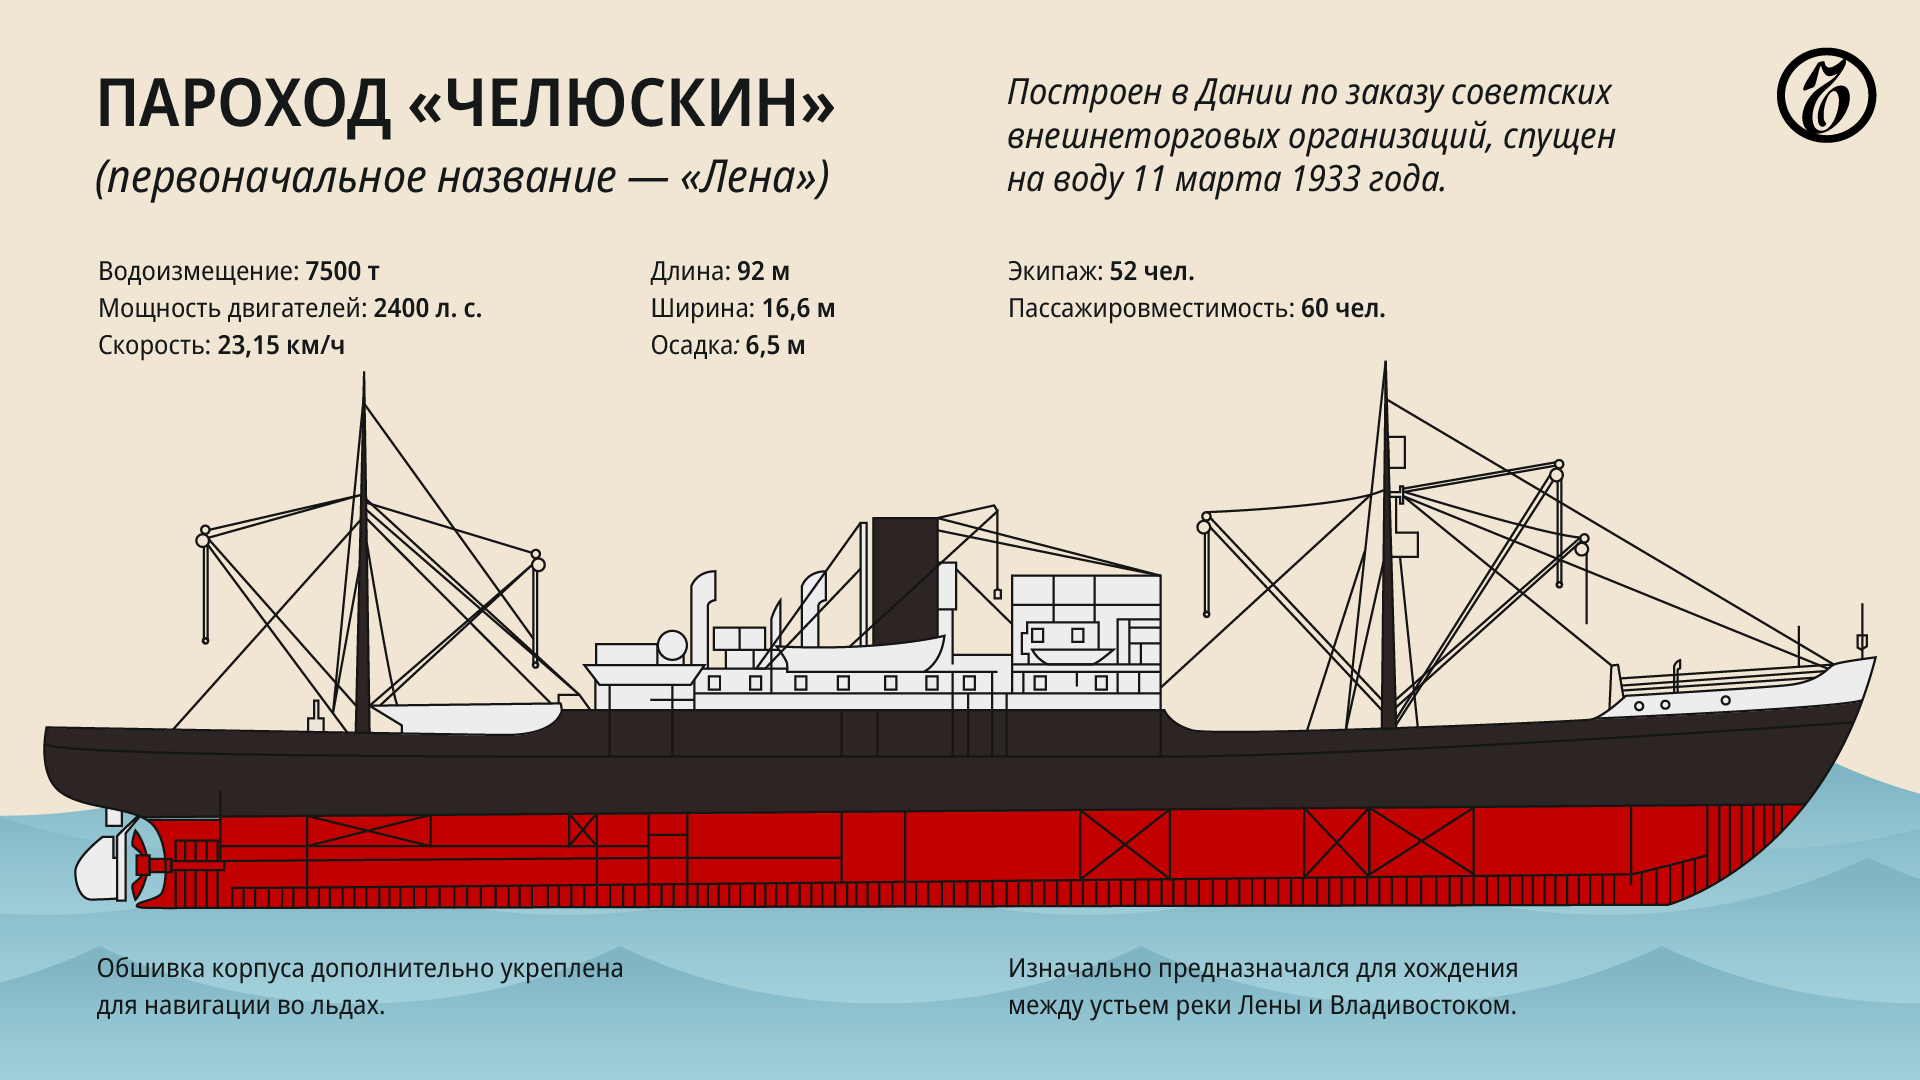 ПАРОХОД «ЧЕЛЮСКИН»
(первоначальное название — «Лена»)
Построен в Дании по заказу советских
внешнеторговых организаций, спущен
на воду 11 марта 1933 года.
Водоизмещение: 7500 т
Мощность двигателей: 2400 л. с.
Скорость: 23,15 км/ч
Длина: 92 м
Ширина: 16,6 м
Осадка: 6,5 м
Экипаж: 52 чел.
Пассажировместимость: 60 чел.
Обшивка корпуса дополнительно укреплена
для навигации во льдах.
Изначально предназначался для хождения
между устьем реки Лены и Владивостоком.